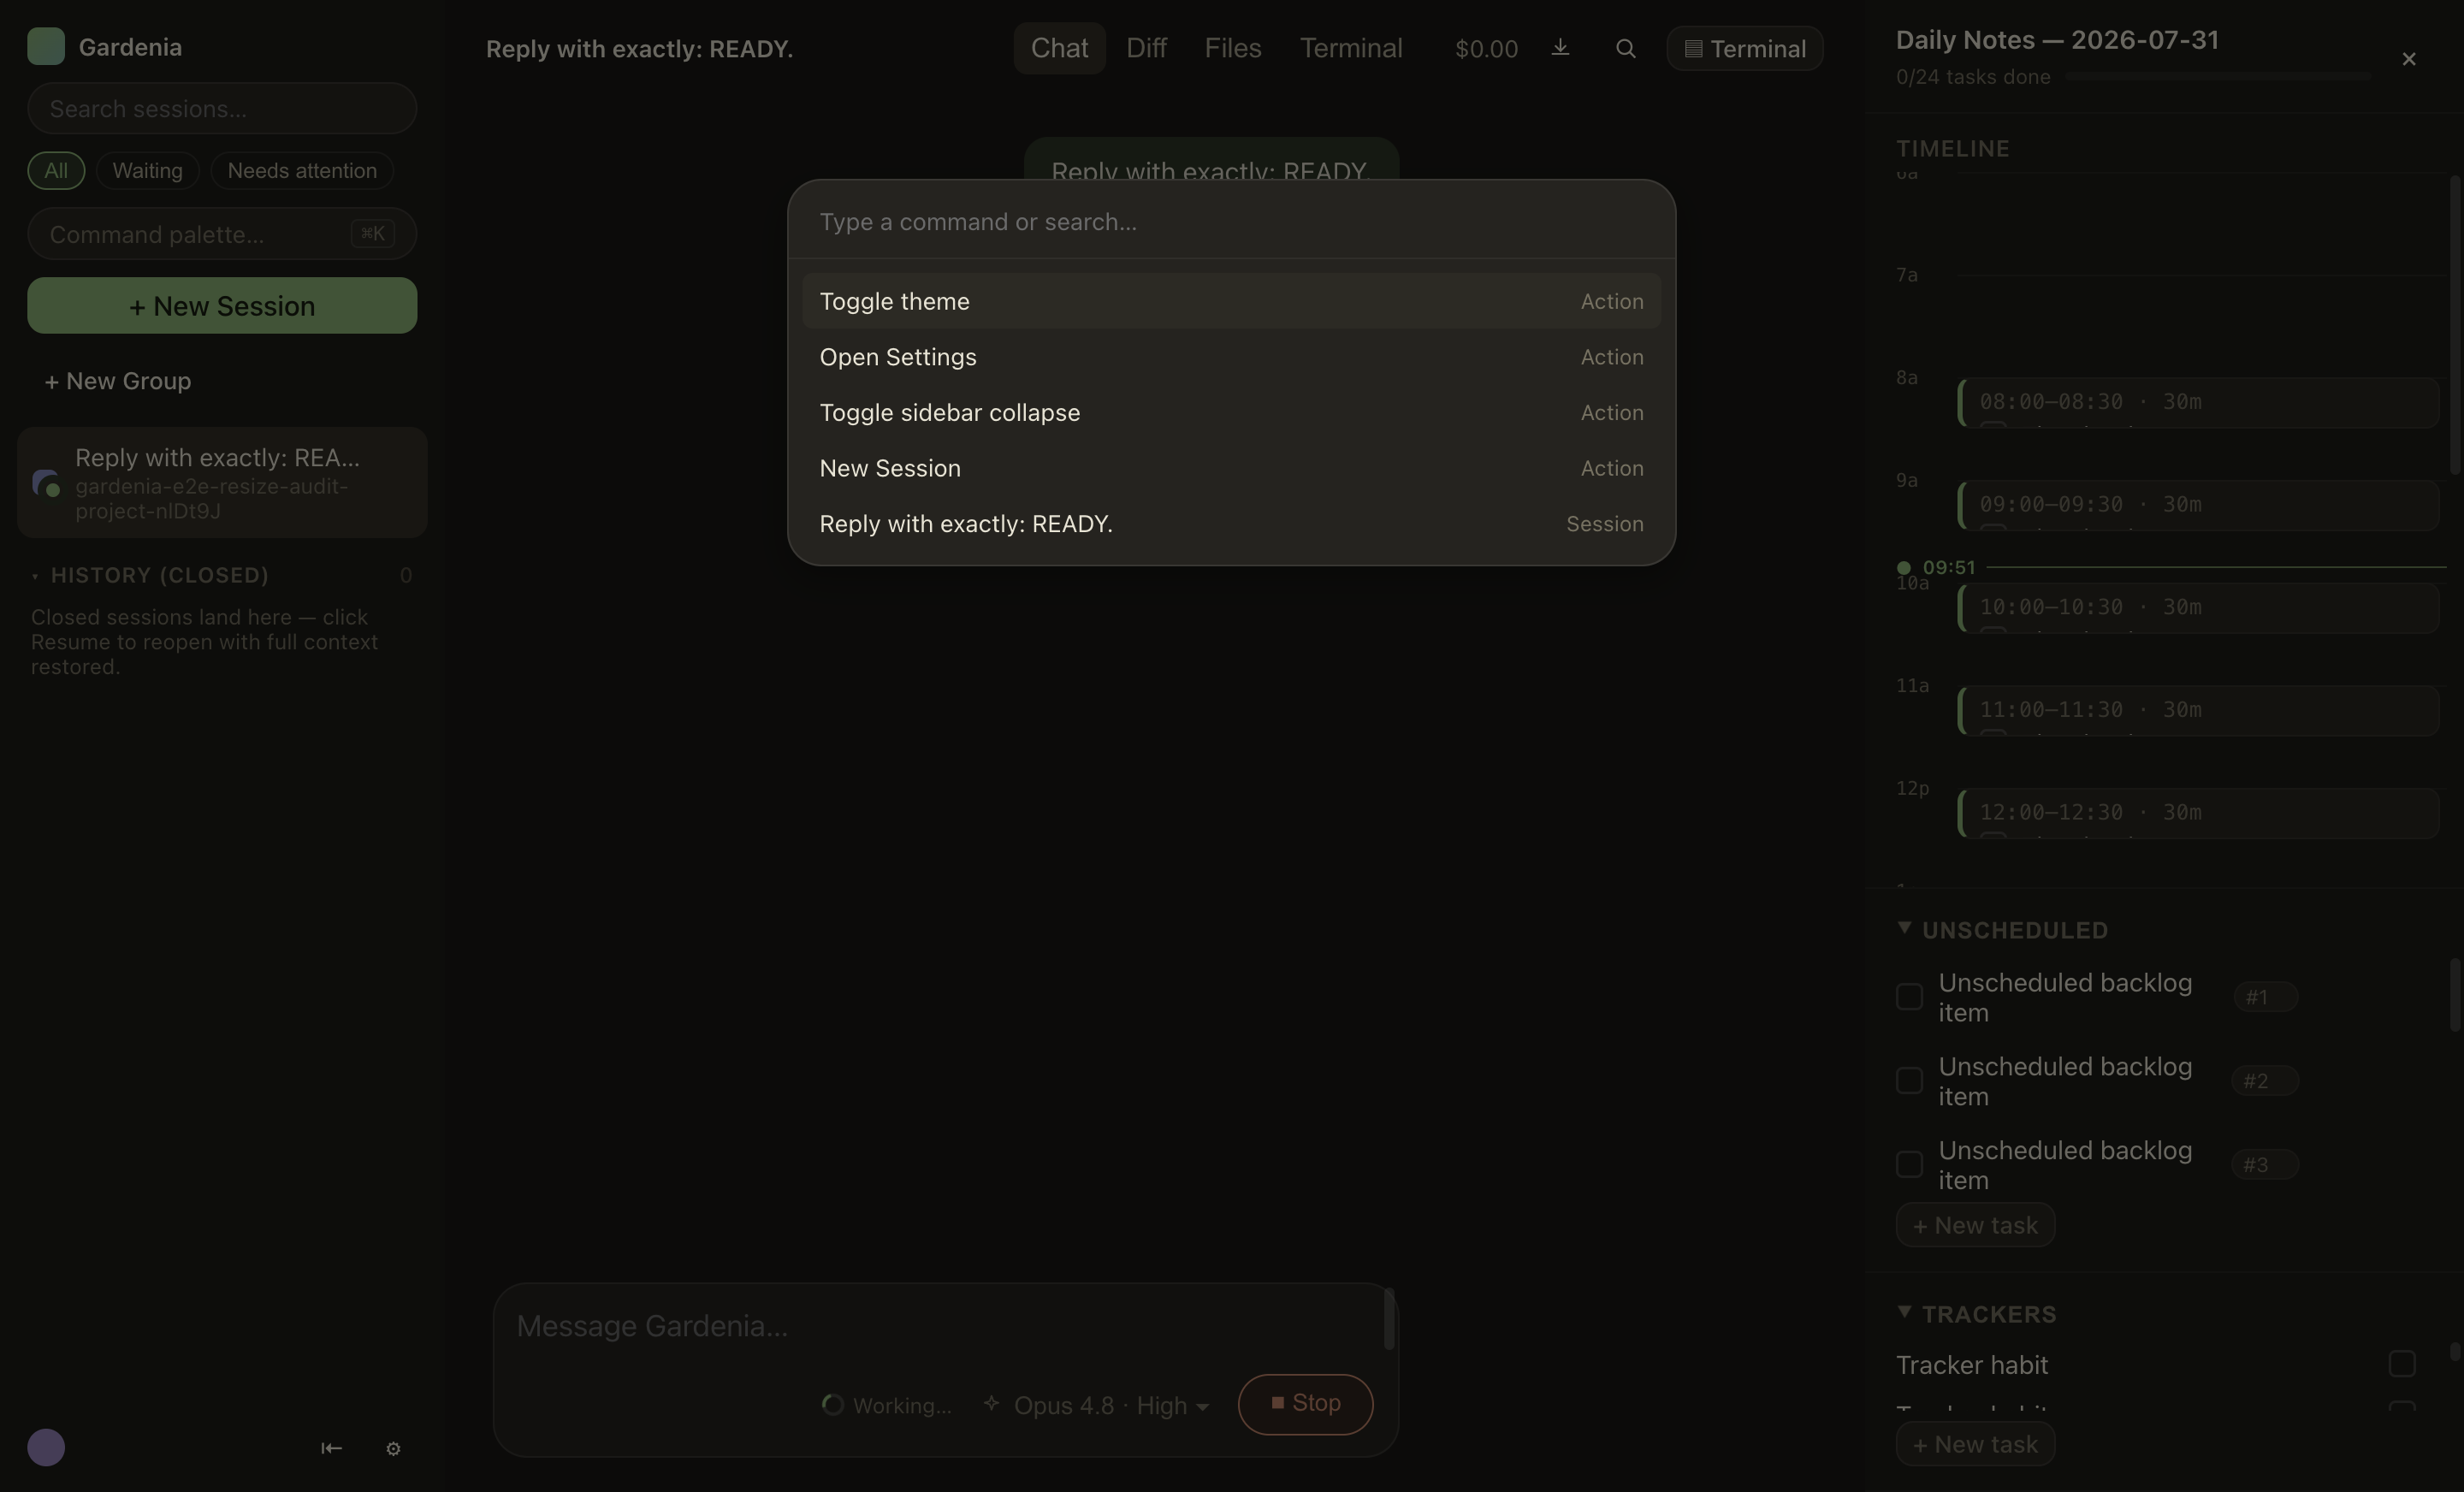 Gardenia
Search sessions...
All
Waiting
Needs attention
Command palette...
⌘K
+ New Session
+ New Group
Reply with exactly: REA...
gardenia-e2e-resize-audit-
project-nlDt9J
HISTORY (CLOSED)
0
Closed sessions land here — click
Resume to reopen with full context
restored.
Reply with exactly: READY.
Chat
Diff
Files
Terminal
$0.00
Terminal
Reply with exactly: READY.
Type a command or search...
Toggle theme
Action
Open Settings
Action
Toggle sidebar collapse
Action
New Session
Action
Reply with exactly: READY.
Session
Message Gardenia...
Working...
Opus 4.8 · High
Stop
Daily Notes — 2026-07-31
0/24 tasks done
TIMELINE
6a
7a
8a
08:00–08:30 · 30m
9a
09:00–09:30 · 30m
09:51
10a
10:00–10:30 · 30m
11a
11:00–11:30 · 30m
12p
12:00–12:30 · 30m
UNSCHEDULED
Unscheduled backlog
item
#1
Unscheduled backlog
item
#2
Unscheduled backlog
item
#3
+ New task
TRACKERS
Tracker habit
Tracker habit
+ New task